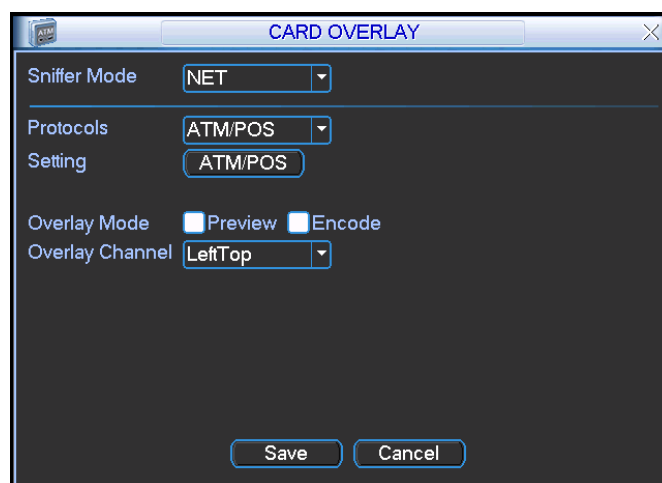 ATM
CARD OVERLAY
Sniffer Mode NET
Protocols ATM/POS
Setting ATM/POS
Overlay Mode Preview Encode
Overlay Channel LeftTop
Save Cancel